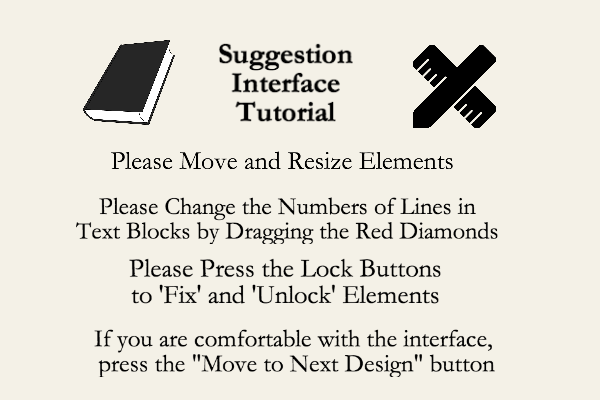 Suggestion
Interface
Tutorial
Please Move and Resize Elements
Please Change the Numbers of Lines in
Text Blocks by Dragging the Red Diamonds
Please Press the Lock Buttons
to 'Fix' and 'Unlock' Elements
If you are comfortable with the interface,
press the "Move to Next Design" button